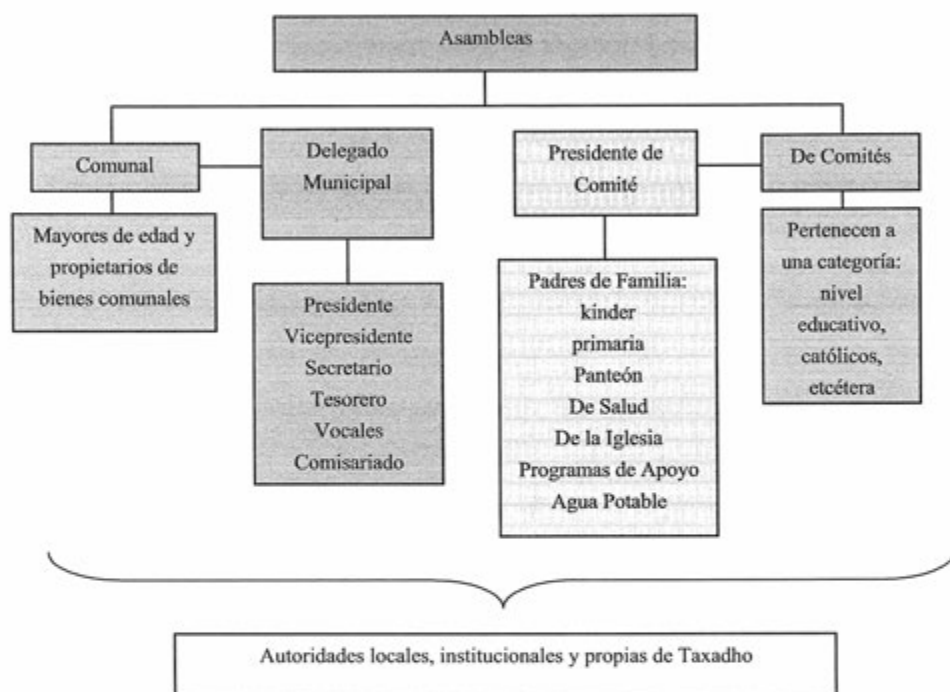 Asambleas
Comunal
Delegado
Municipal
Presidente de
Comité
De Comités
Mayores de edad y
propietarios de
bienes comunales
Presidente
Vicepresidente
Secretario
Tesorero
Vocales
Comisariado
Padres de Familia:
kinder
primaria
Panteón
De Salud
De la Iglesia
Programas de Apoyo
Agua Potable
Pertenecen a
una categoría:
nivel
educativo,
católicos,
etcétera
Autoridades locales, institucionales y propias de Taxadho